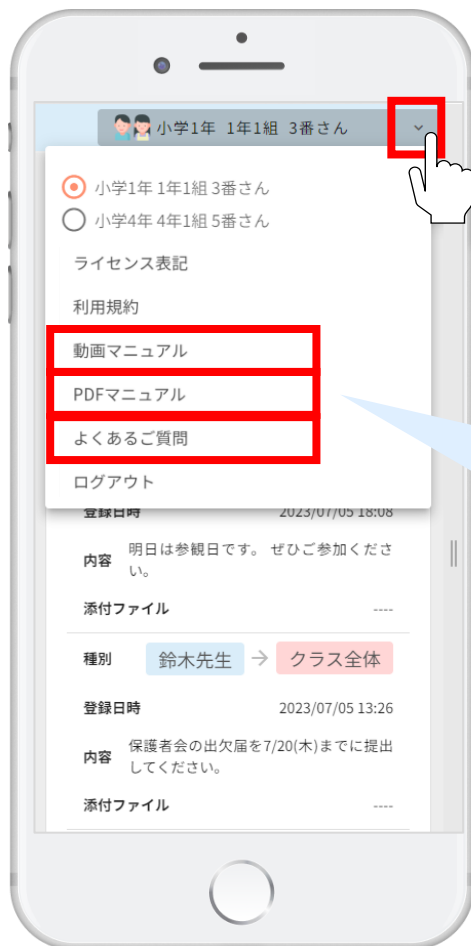 小学1年 1年1組 3番さん
小学1年 1年1組 3番さん
小学4年 4年1組 5番さん
ライセンス表記
利用規約
動画マニュアル
PDFマニュアル
よくあるご質問
ログアウト
登録日時 2023/07/05 18:08
内容 明日は参観日です。 ぜひご参加くださ
い。
添付ファイル ----
種別 鈴木先生 → クラス全体
登録日時 2023/07/05 13:26
内容 保護者会の出欠届を7/20(木)までに提出
してください。
添付ファイル ----